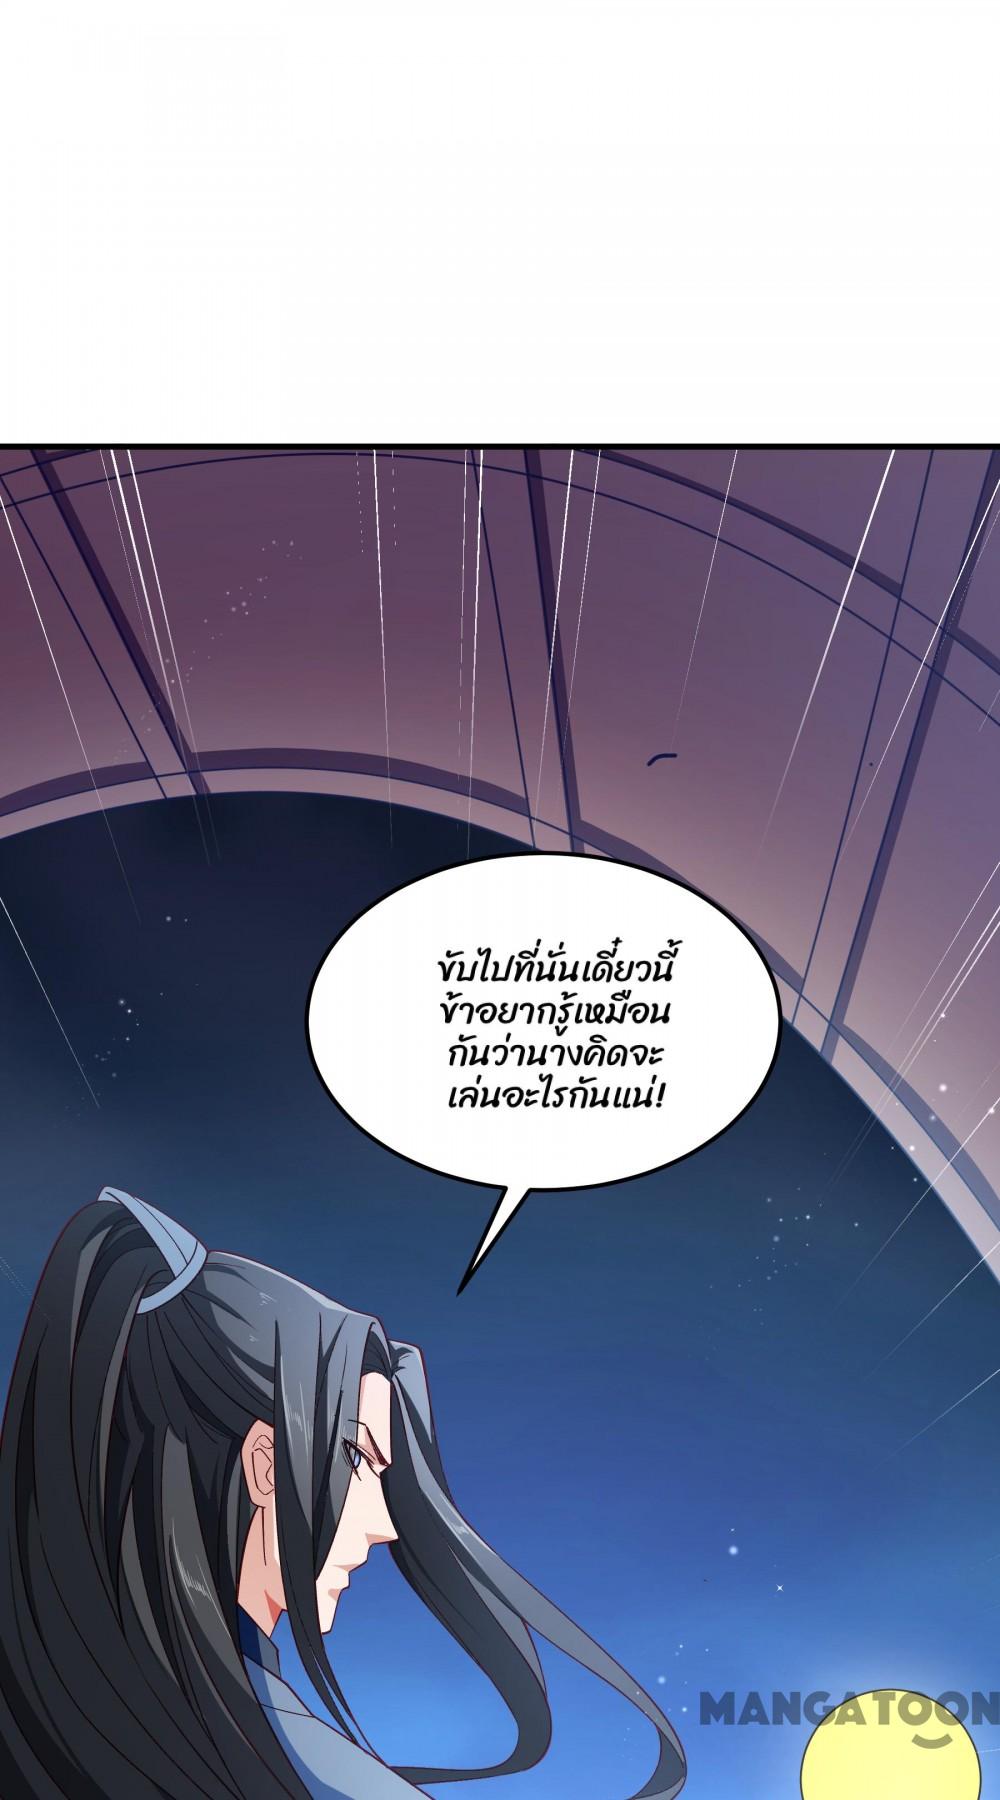 ขับไปที่นั่นเดี๋ยวนี้
ข้าอยากรู้เหมือน
กันว่านางคิดจะ
เล่นอะไรกันแน่!
MANGATOON